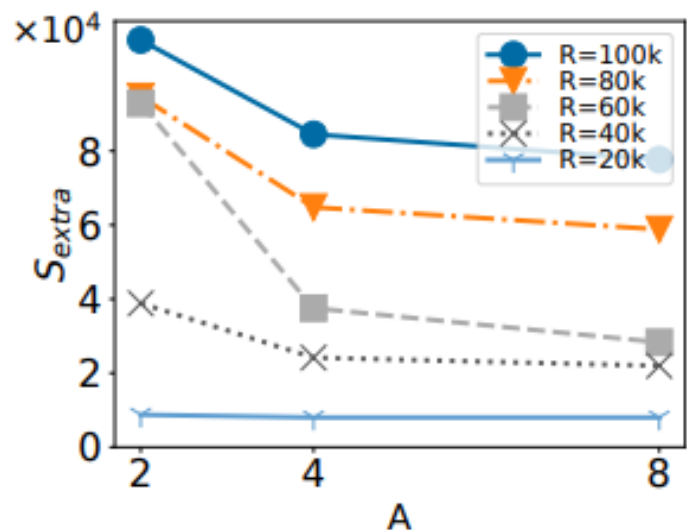 ×10⁴
R=100k
R=80k
R=60k
R=40k
R=20k
8
6
4
2
0
S_extra
2 4 8
A